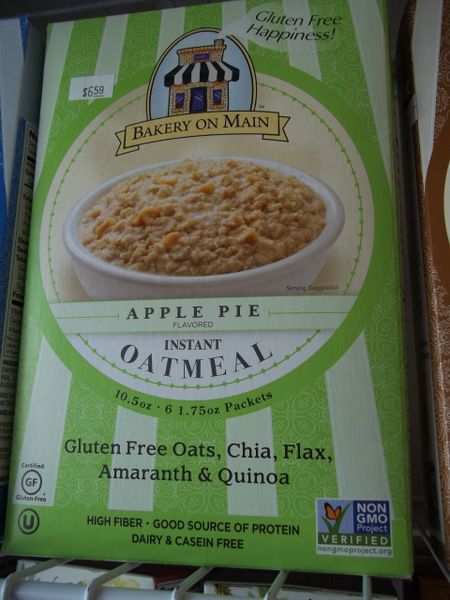 Gluten Free
Happiness!
$6.59
BAKERY ON MAIN
Serving Suggestion
APPLE PIE
FLAVORED
INSTANT
OATMEAL
10.5oz · 6 1.75oz Packets
Gluten Free Oats, Chia, Flax,
Amaranth & Quinoa
Certified
GF
Gluten-Free
U
HIGH FIBER · GOOD SOURCE OF PROTEIN
DAIRY & CASEIN FREE
NON
GMO
Project
VERIFIED
nongmoproject.org